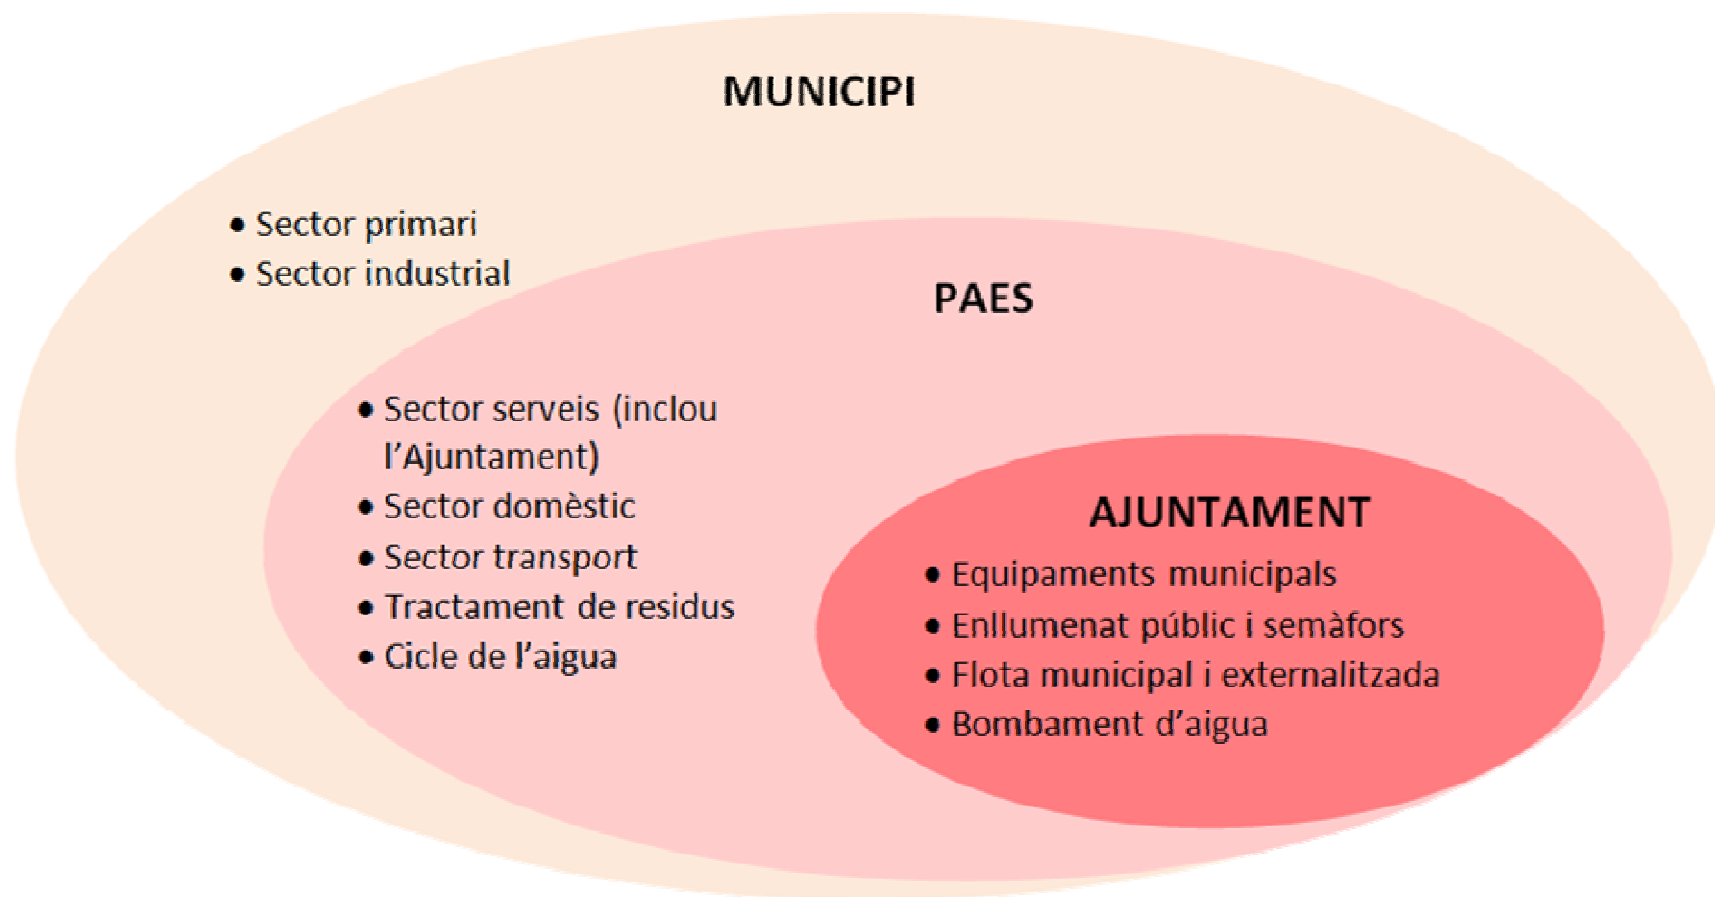 MUNICIPI
• Sector primari
• Sector industrial
PAES
• Sector serveis (inclou
l’Ajuntament)
• Sector domèstic
• Sector transport
• Tractament de residus
• Cicle de l’aigua
AJUNTAMENT
• Equipaments municipals
• Enllumenat públic i semàfors
• Flota municipal i externalitzada
• Bombament d’aigua